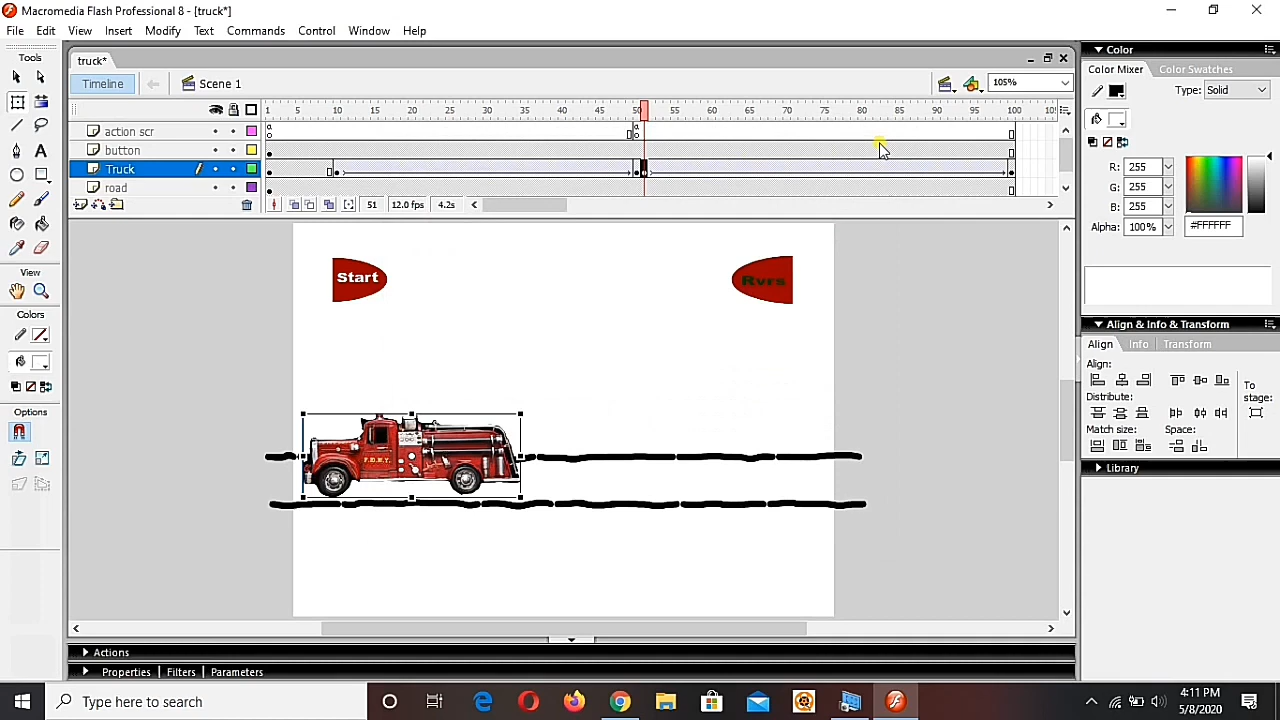 Macromedia Flash Professional 8 - [truck*]
File Edit View Insert Modify Text Commands Control Window Help
Tools
View
Colors
Options
truck*
Timeline
Scene 1
105%
1 5 10 15 20 25 30 35 40 45 50 55 60 65 70 75 80 85 90 95 100 105
action scr
button
Truck
road
51 12.0 fps 4.2s
Start
Rvrs
F.D.N.Y.
Color
Color Mixer Color Swatches
Type: Solid
R: 255
G: 255
B: 255
Alpha: 100% #FFFFFF
Align & Info & Transform
Align Info Transform
Align:
Distribute:
Match size: Space:
To stage:
Library
Actions
Properties Filters Parameters
Type here to search
4:11 PM
5/8/2020